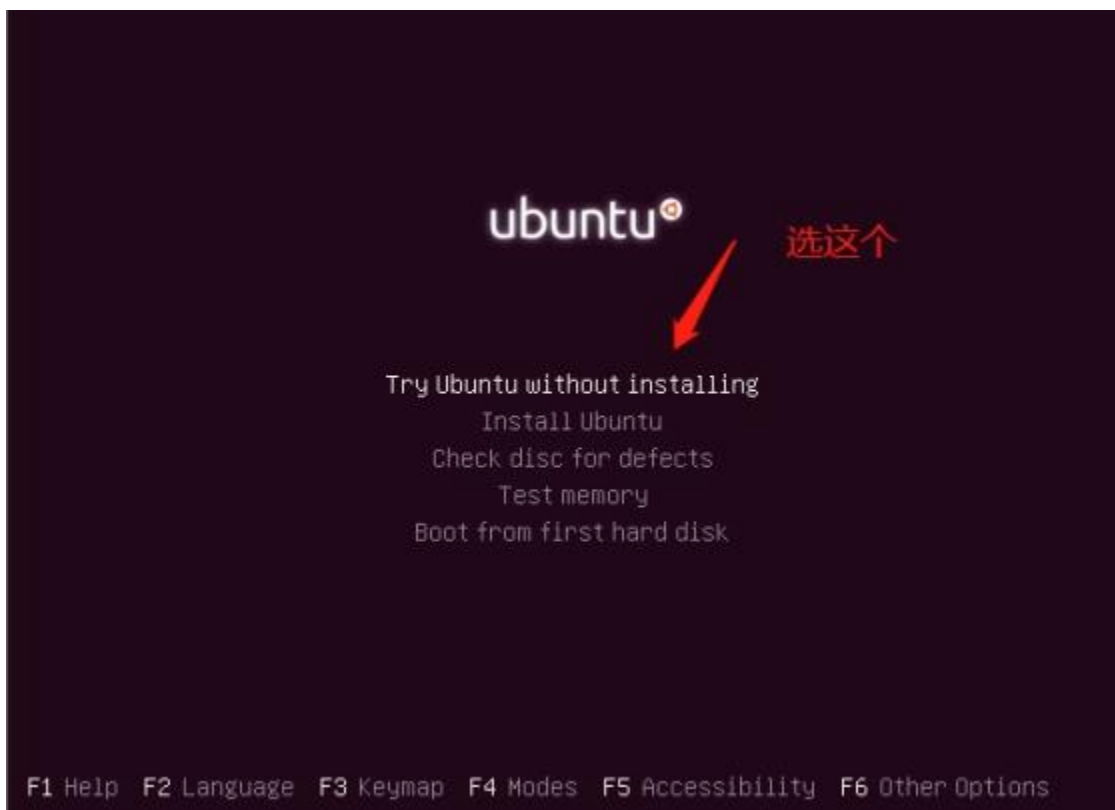 ubuntu
选这个
Try Ubuntu without installing
Install Ubuntu
Check disc for defects
Test memory
Boot from first hard disk
F1 Help F2 Language F3 Keymap F4 Modes F5 Accessibility F6 Other Options